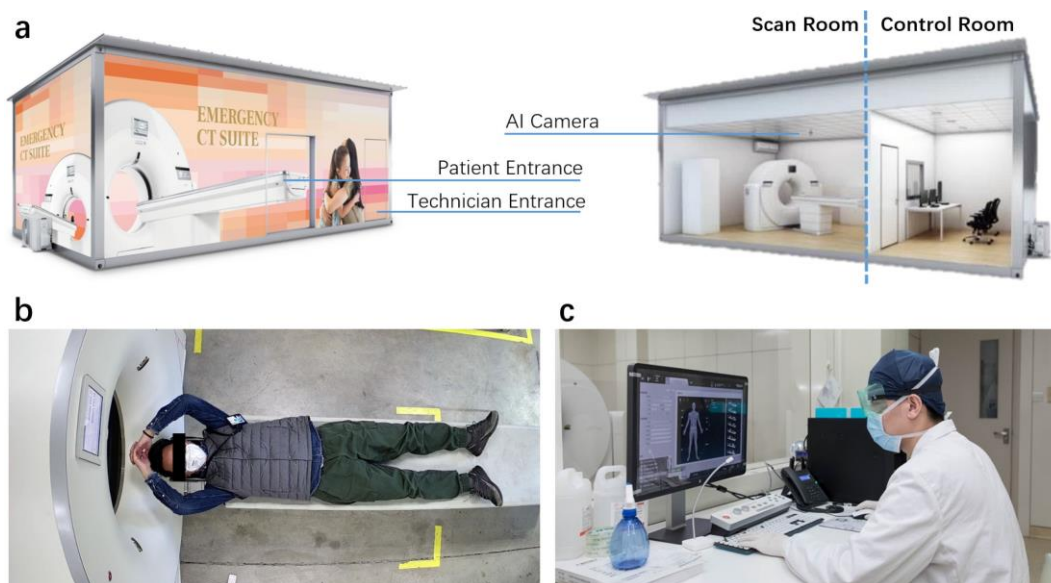 a
Scan Room
Control Room
EMERGENCY
CT SUITE
EMERGENCY
CT SUITE
AI Camera
Patient Entrance
Technician Entrance
b
c